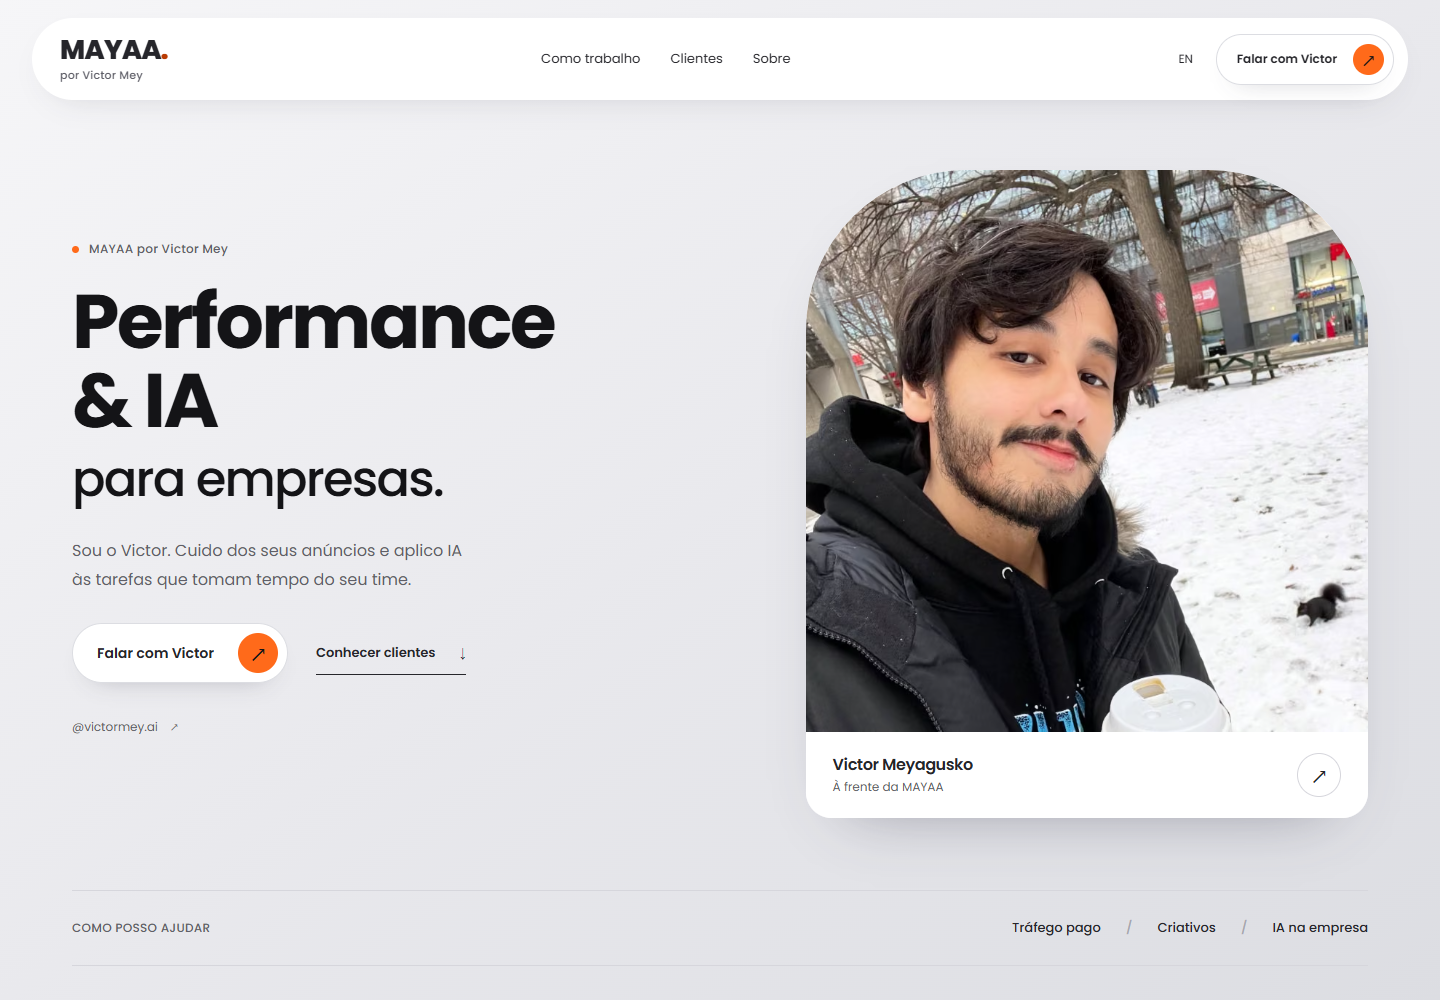 MAYAA.
por Victor Mey
Como trabalho
Clientes
Sobre
EN
Falar com Victor
MAYAA por Victor Mey
Performance
& IA
para empresas.
Sou o Victor. Cuido dos seus anúncios e aplico IA
às tarefas que tomam tempo do seu time.
Falar com Victor
Conhecer clientes
@victormey.ai
Victor Meyagusko
À frente da MAYAA
COMO POSSO AJUDAR
Tráfego pago / Criativos / IA na empresa